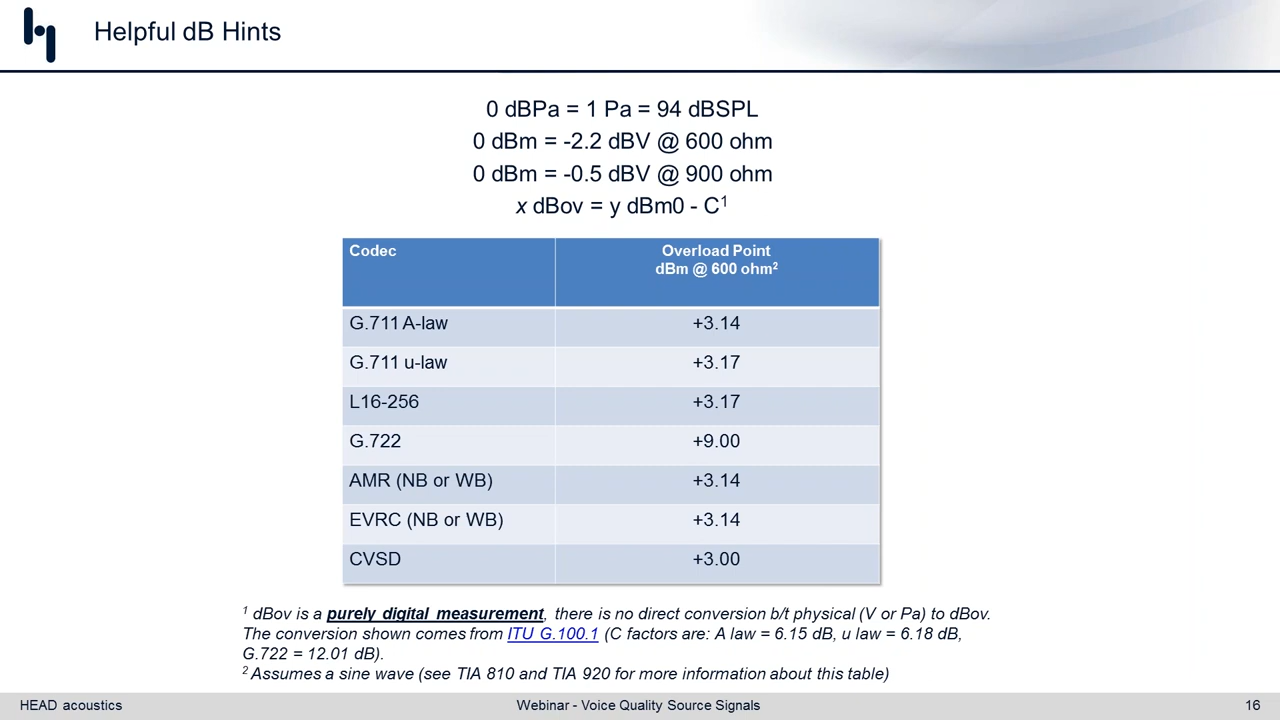 Helpful dB Hints
0 dBPa = 1 Pa = 94 dBSPL
0 dBm = -2.2 dBV @ 600 ohm
0 dBm = -0.5 dBV @ 900 ohm
x dBov = y dBm0 - C¹
Codec Overload Point
dBm @ 600 ohm²
G.711 A-law +3.14
G.711 u-law +3.17
L16-256 +3.17
G.722 +9.00
AMR (NB or WB) +3.14
EVRC (NB or WB) +3.14
CVSD +3.00
¹ dBov is a purely digital measurement, there is no direct conversion b/t physical (V or Pa) to dBov.
The conversion shown comes from ITU G.100.1 (C factors are: A law = 6.15 dB, u law = 6.18 dB,
G.722 = 12.01 dB).
² Assumes a sine wave (see TIA 810 and TIA 920 for more information about this table)
HEAD acoustics Webinar - Voice Quality Source Signals 16